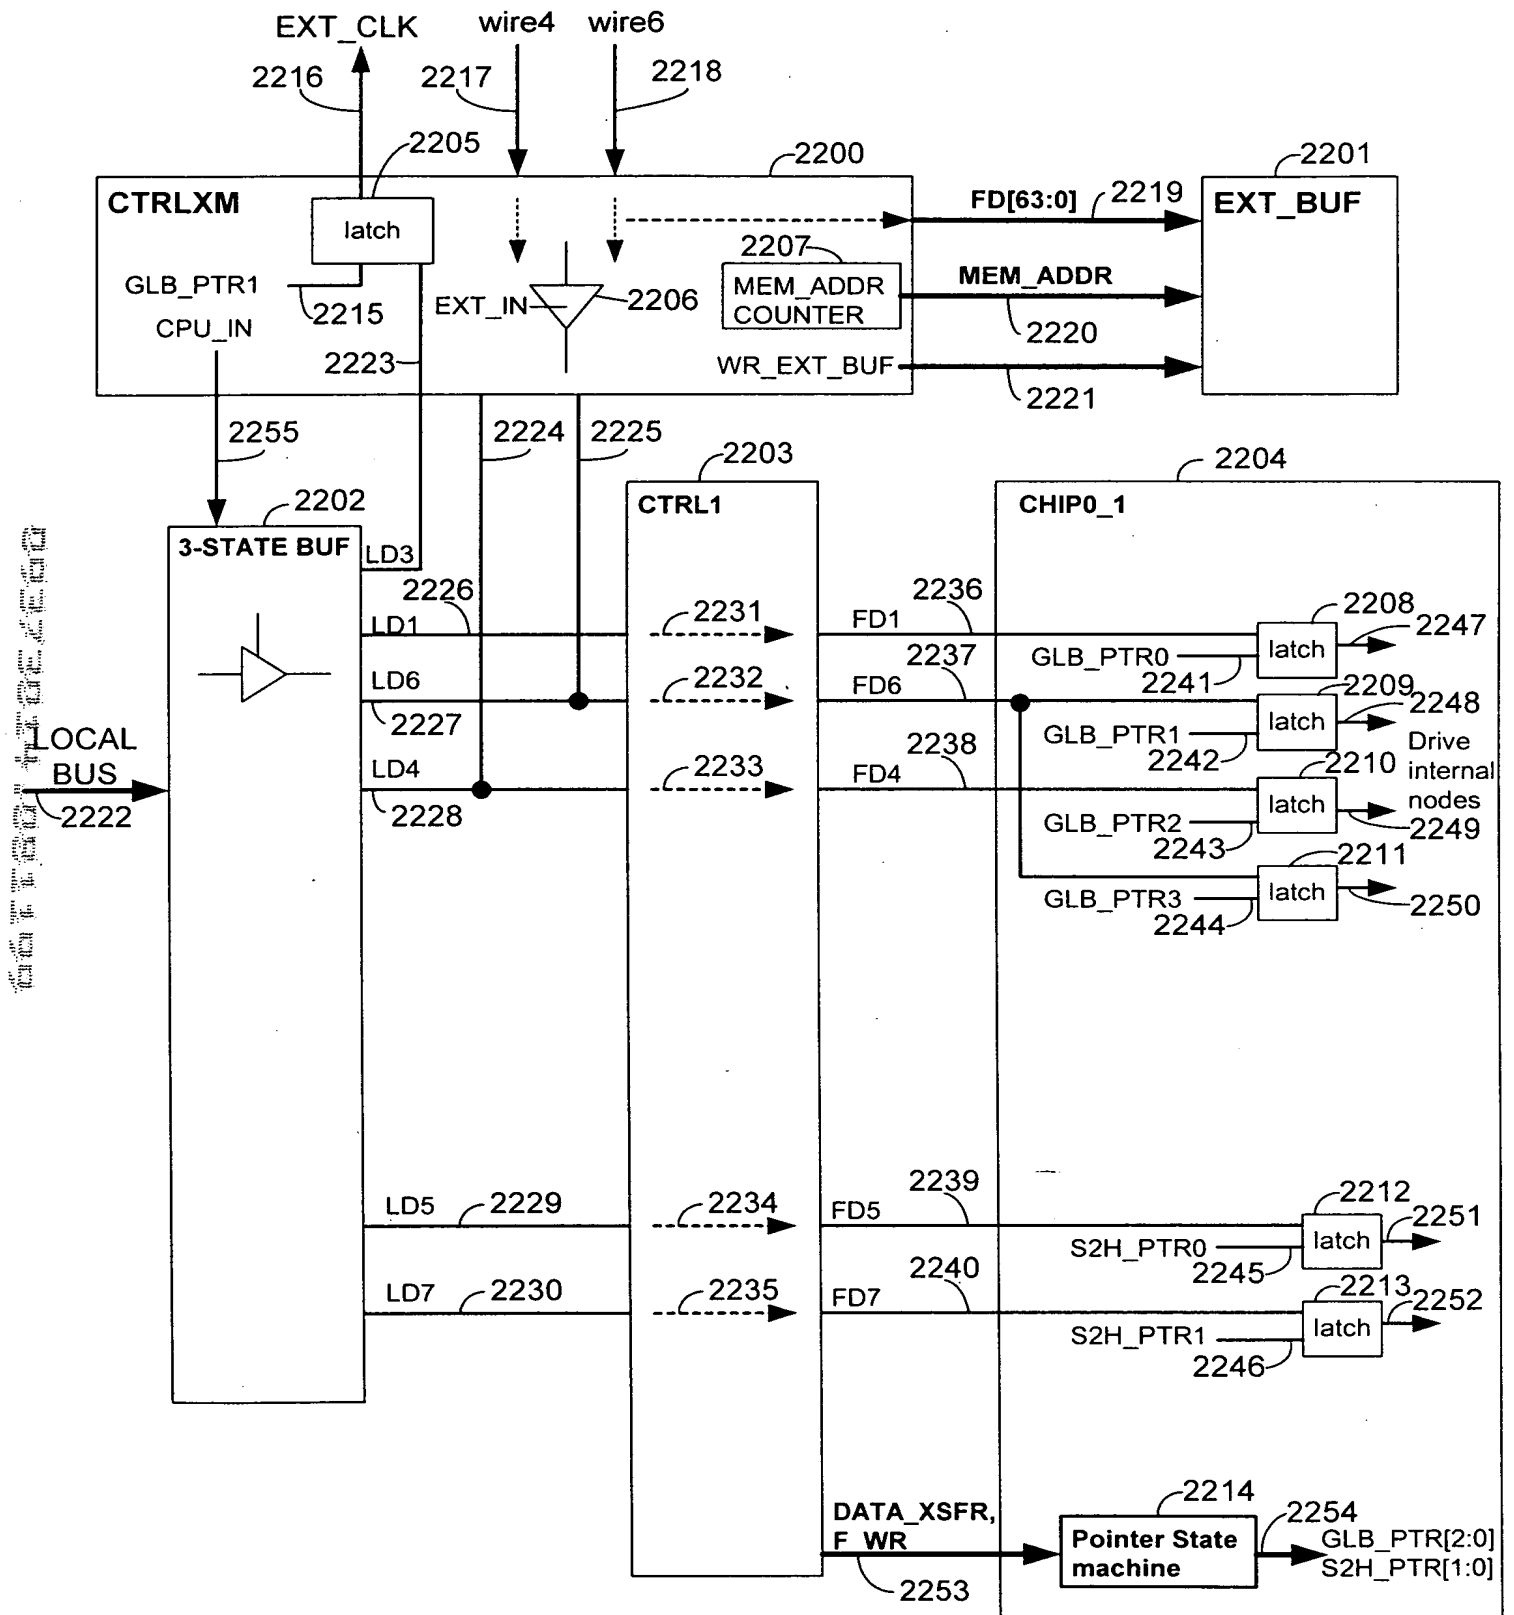 EXT_CLK
wire4
wire6
2216
2217
2218
2205
2200
2201
CTRLXM
latch
FD[63:0]
2219
EXT_BUF
2207
GLB_PTR1
2215
CPU_IN
EXT_IN
2206
MEM_ADDR
COUNTER
MEM_ADDR
2220
2223
WR_EXT_BUF
2221
2255
2224
2225
2203
2204
2202
CTRL1
CHIP0_1
3-STATE BUF
LD3
2226
LD1
2231
2236
FD1
2208
latch
2247
GLB_PTR0
2241
LD6
2227
2232
2237
FD6
2209
latch
2248
GLB_PTR1
2242
LOCAL
BUS
2222
LD4
2228
2233
2238
FD4
2210
latch
2249
Drive
internal
nodes
GLB_PTR2
2243
2211
latch
2250
GLB_PTR3
2244
LD5
2229
2234
2239
FD5
2212
latch
2251
S2H_PTR0
2245
LD7
2230
2235
2240
FD7
2213
latch
2252
S2H_PTR1
2246
DATA_XSFR,
F_WR
2253
2214
Pointer State
machine
2254
GLB_PTR[2:0]
S2H_PTR[1:0]